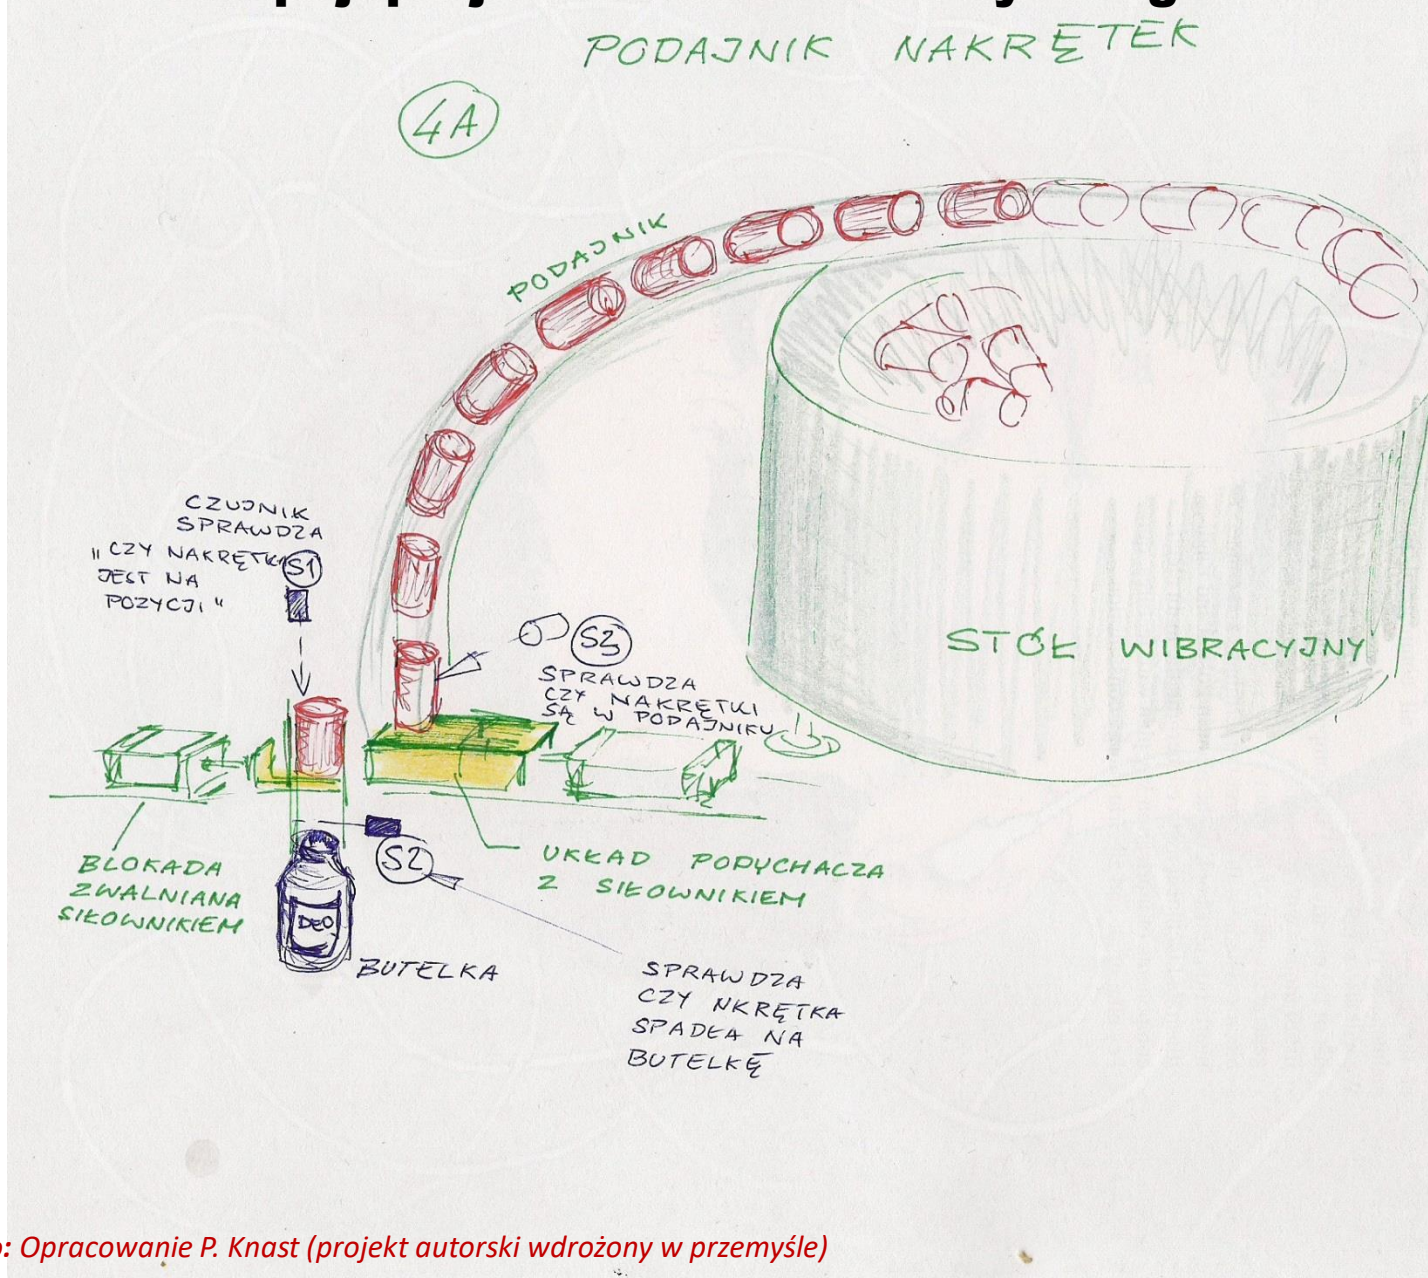 PODAJNIK NAKRĘTEK
4A
PODAJNIK
CZUJNIK
SPRAWDZA
„CZY NAKRĘTKI
JEST NA
POZYCJI"
S1
S3
SPRAWDZA
CZY NAKRĘTKI
SĄ W PODAJNIKU
STÓŁ WIBRACYJNY
BLOKADA
ZWALNIANA
SIŁOWNIKIEM
S2
UKŁAD POPYCHACZA
Z SIŁOWNIKIEM
DEO
BUTELKA
SPRAWDZA
CZY NKRĘTKA
SPADŁA NA
BUTELKĘ
: Opracowanie P. Knast (projekt autorski wdrożony w przemyśle)